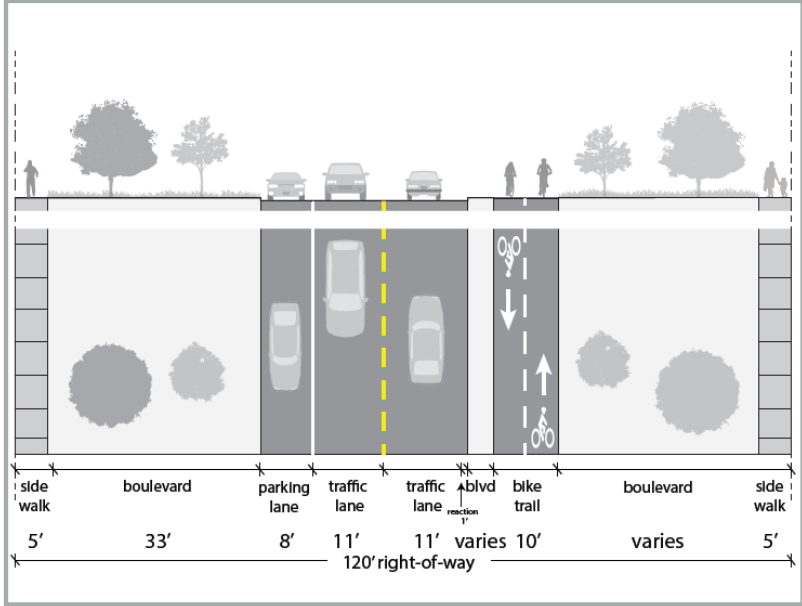 side walk
boulevard
parking lane
traffic lane
traffic lane
reaction 1'
blvd
bike trail
boulevard
side walk
5'
33'
8'
11'
11'
varies
10'
varies
5'
120' right-of-way